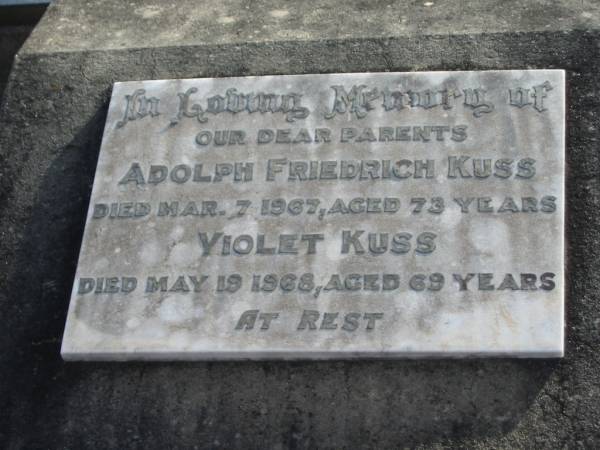 In Loving Memory of
OUR DEAR PARENTS
ADOLPH FRIEDRICH KUSS
DIED MAR. 7 1967, AGED 73 YEARS
VIOLET KUSS
DIED MAY 19 1968, AGED 69 YEARS
AT REST